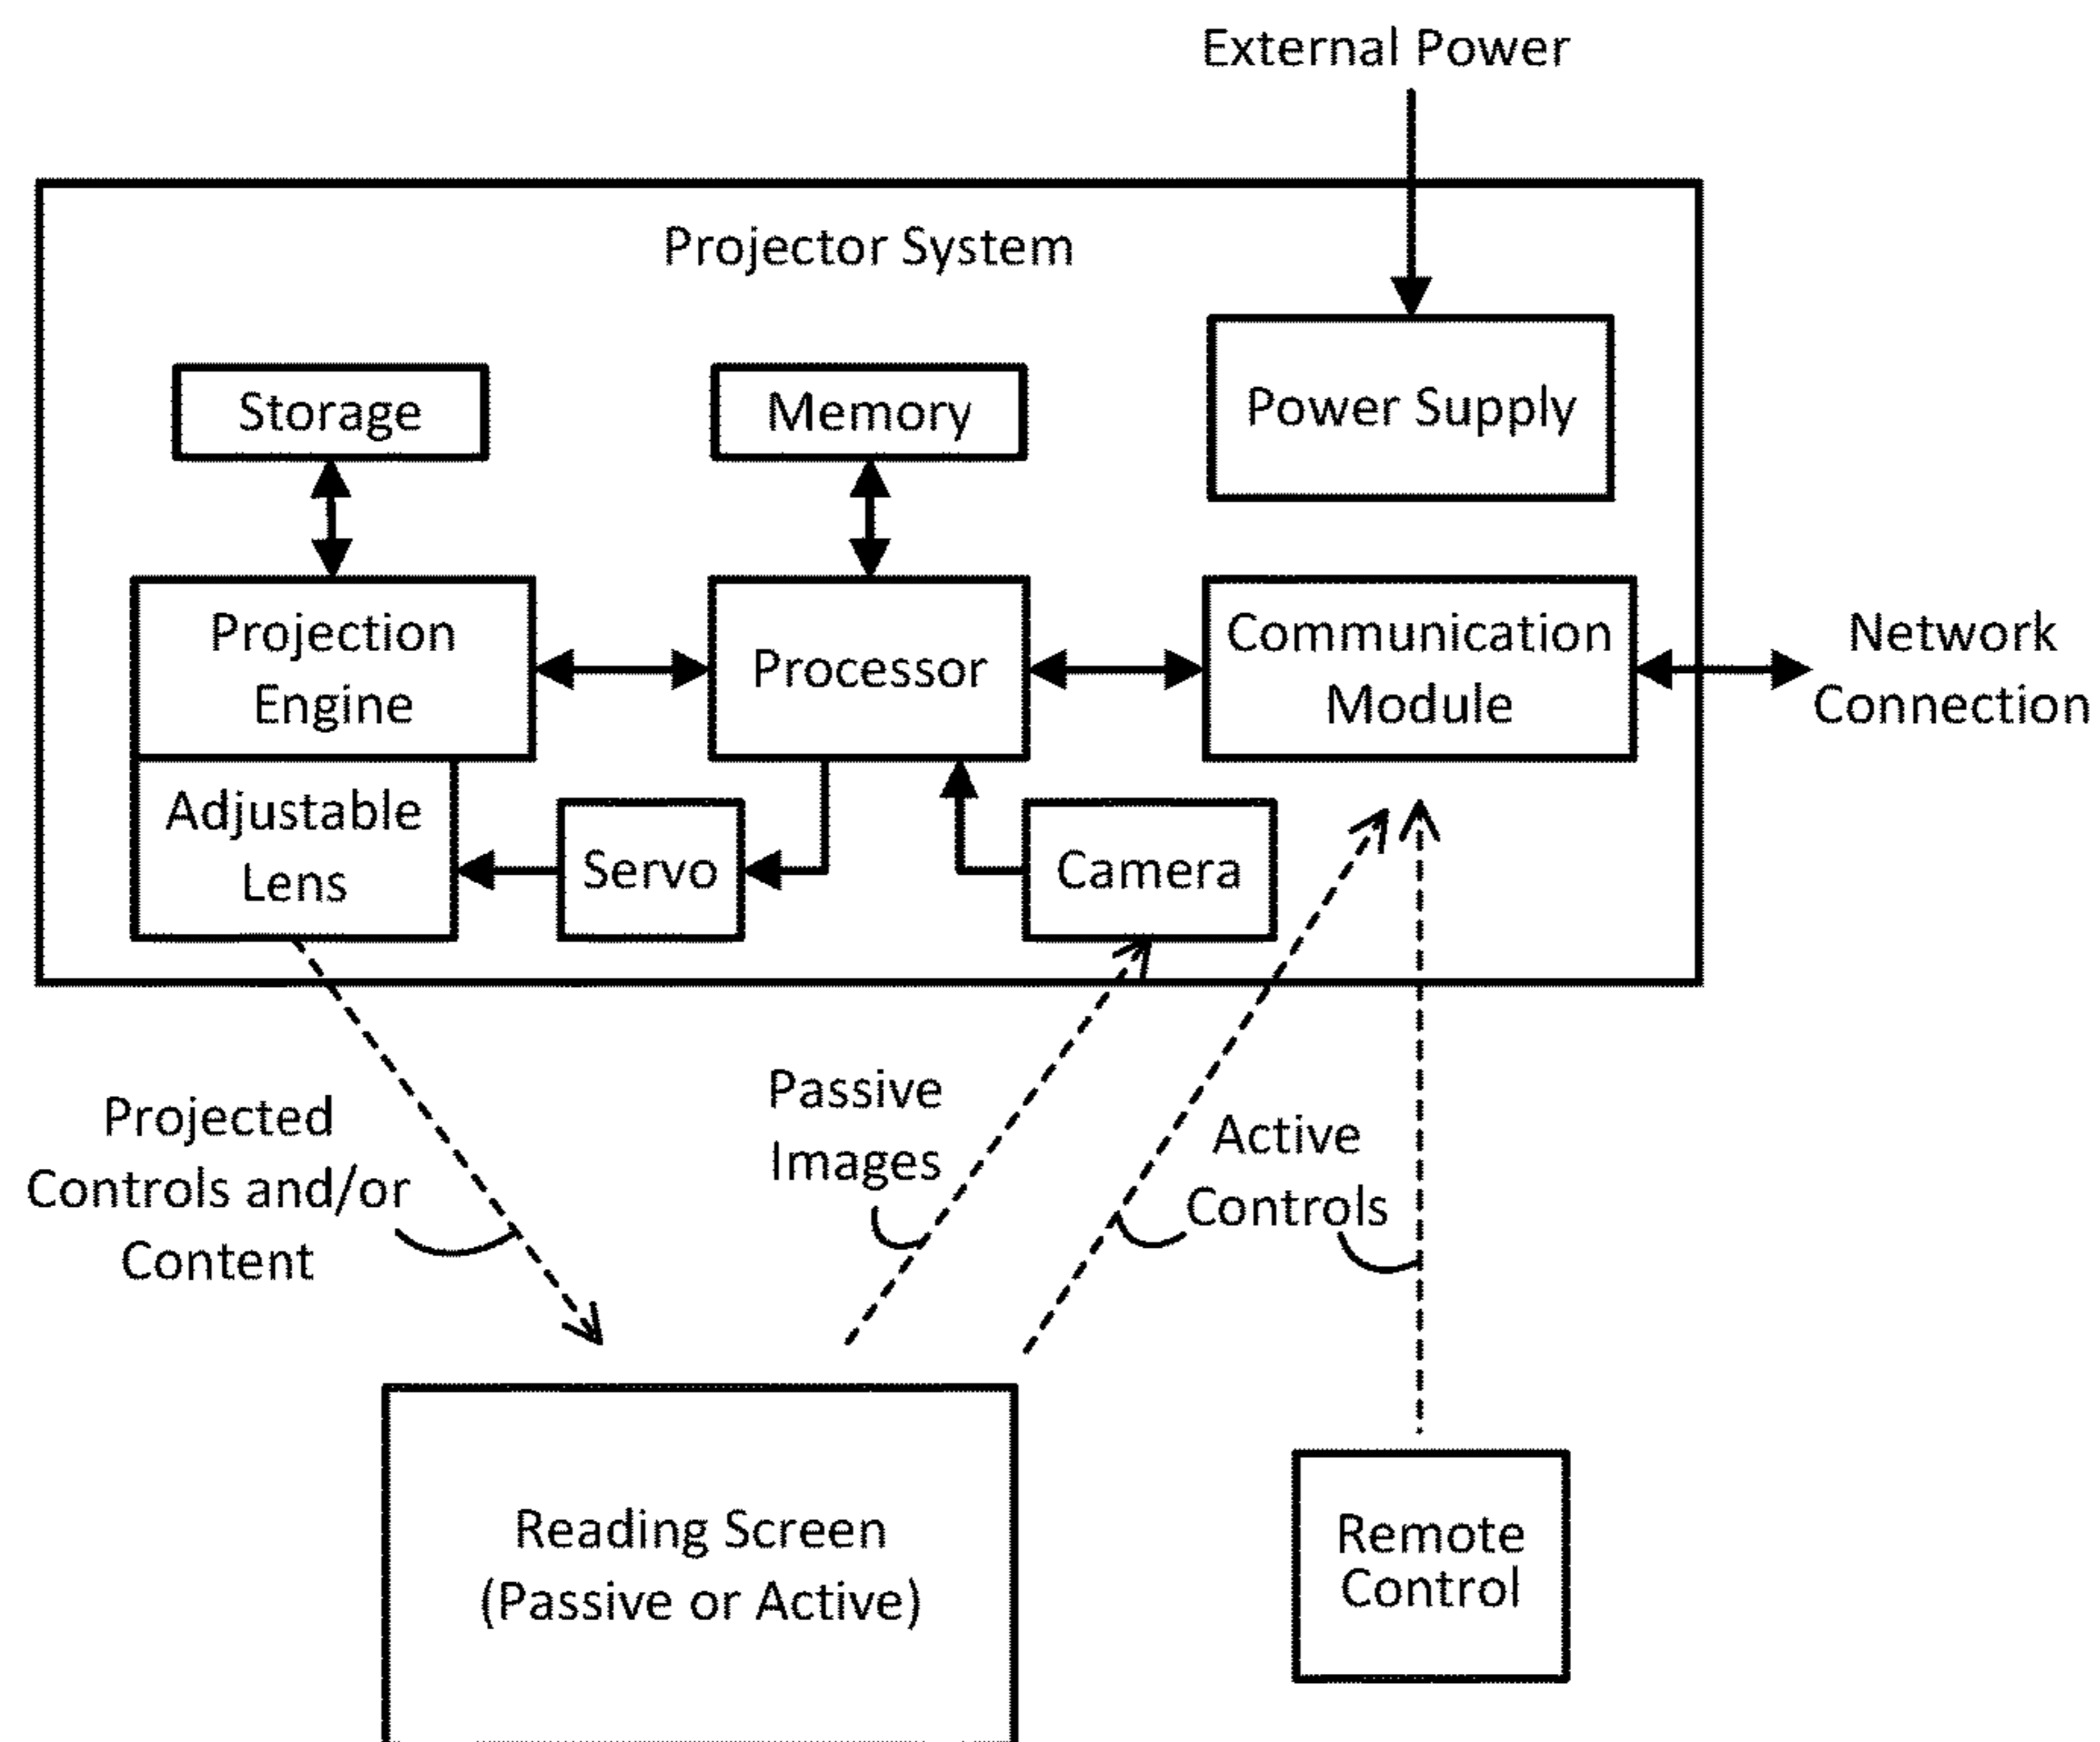 External Power
Projector System
Storage
Memory
Power Supply
Projection
Engine
Processor
Communication
Module
Network
Connection
Adjustable
Lens
Servo
Camera
Projected
Controls and/or
Content
Passive
Images
Active
Controls
Reading Screen
(Passive or Active)
Remote
Control